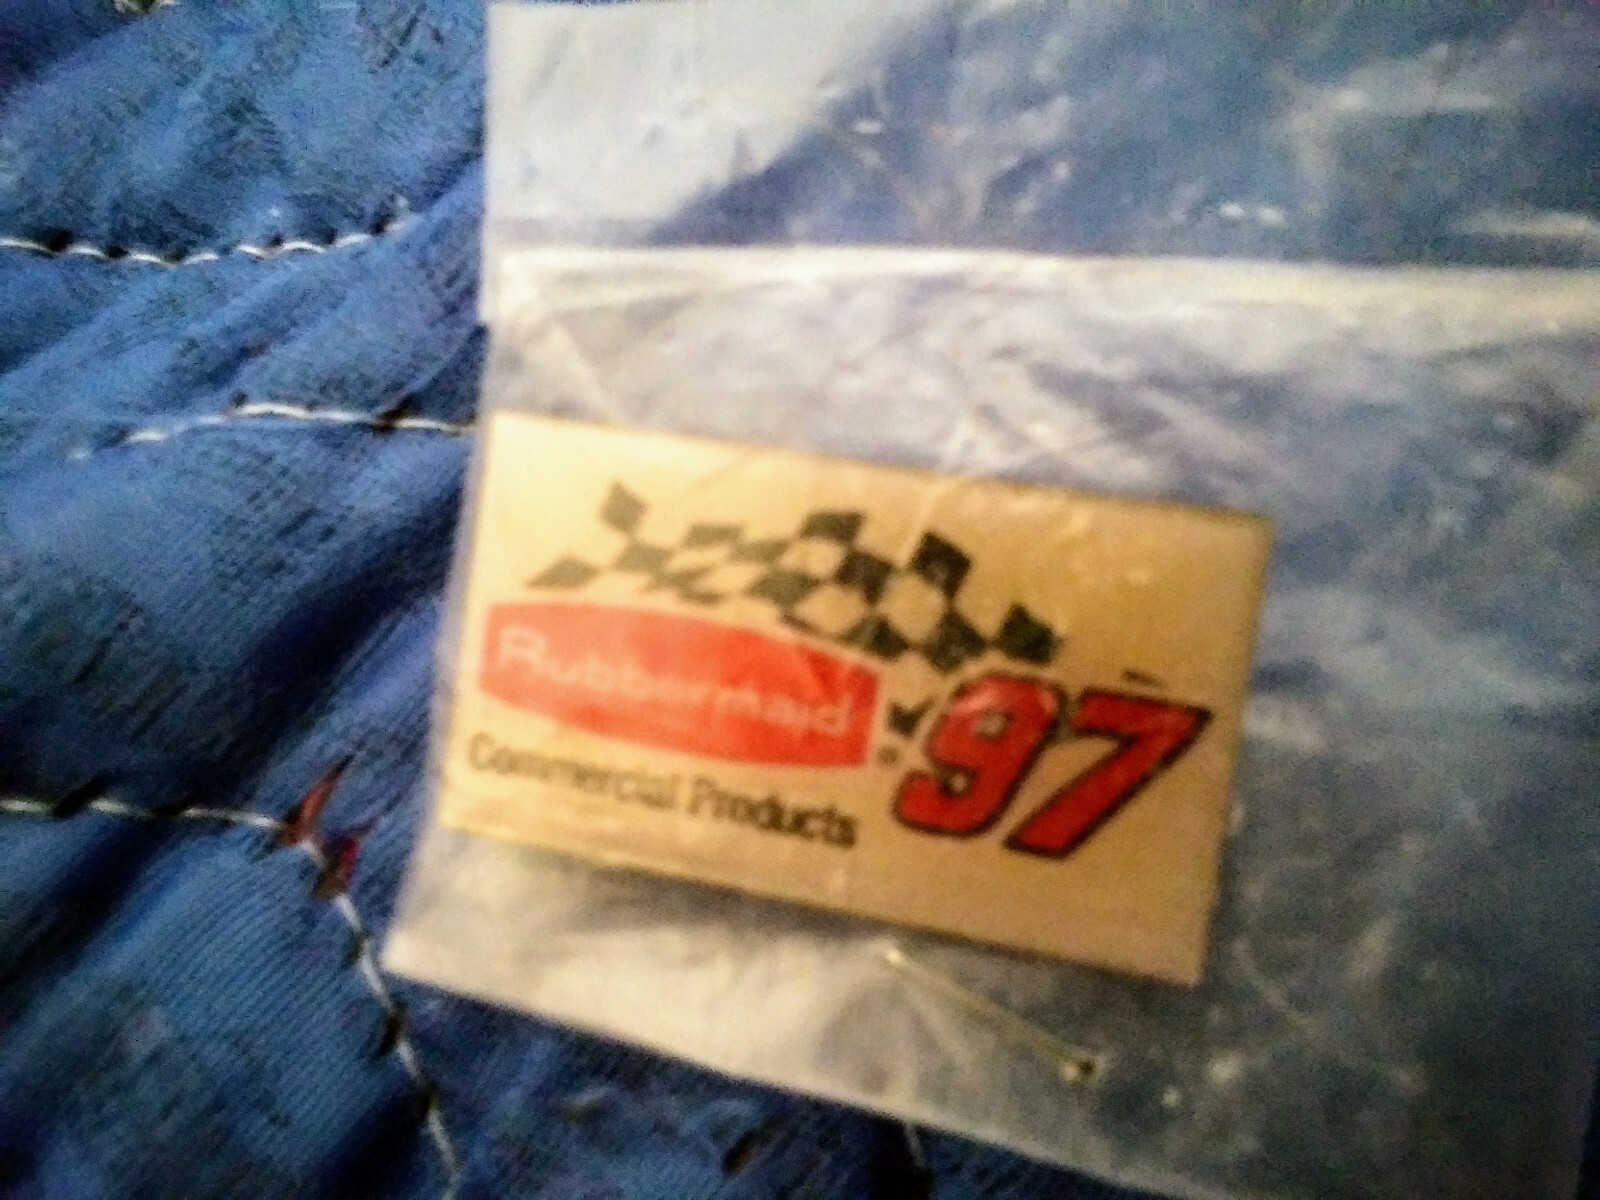 Rubbermaid
Commercial Products
97